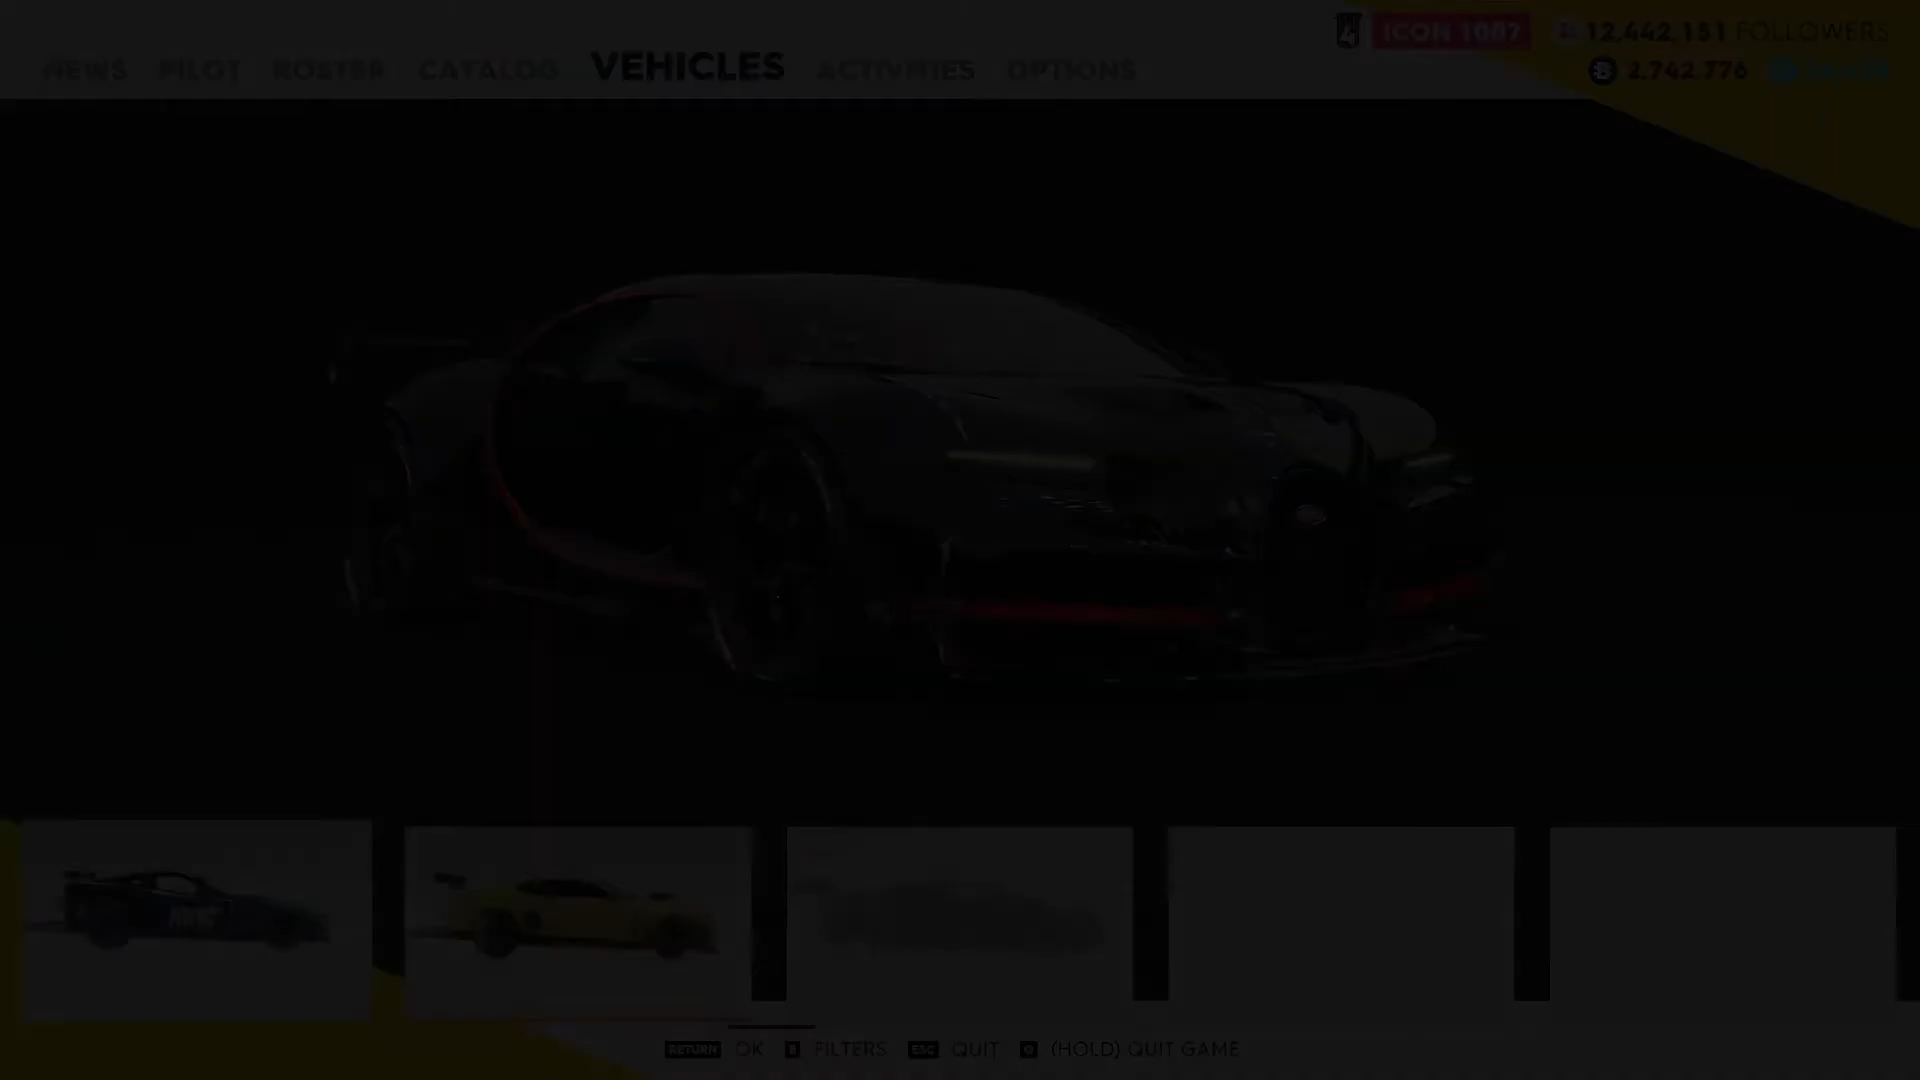 4 ICON 1087 12,442,151 FOLLOWERS
NEWS PILOT ROSTER CATALOG VEHICLES ACTIVITIES OPTIONS
2,742,776
RETURN OK FILTERS ESC QUIT (HOLD) QUIT GAME